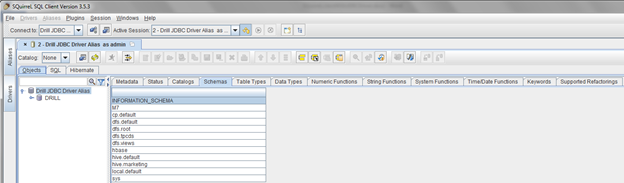 SQuirreL SQL Client Version 3.5.3
File Drivers Aliases Plugins Session Windows Help
Connect to: Drill JDBC ... Active Session: 2 - Drill JDBC Driver Alias as ...
2 - Drill JDBC Driver Alias as admin
Catalog: None
Objects SQL Hibernate
Aliases
Drivers
Metadata Status Catalogs Schemas Table Types Data Types Numeric Functions String Functions System Functions Time/Date Functions Keywords Supported Refactorings
Drill JDBC Driver Alias
DRILL
INFORMATION_SCHEMA
M7
cp.default
dfs.default
dfs.root
dfs.tpcds
dfs.views
hbase
hive.default
hive.marketing
local.default
sys